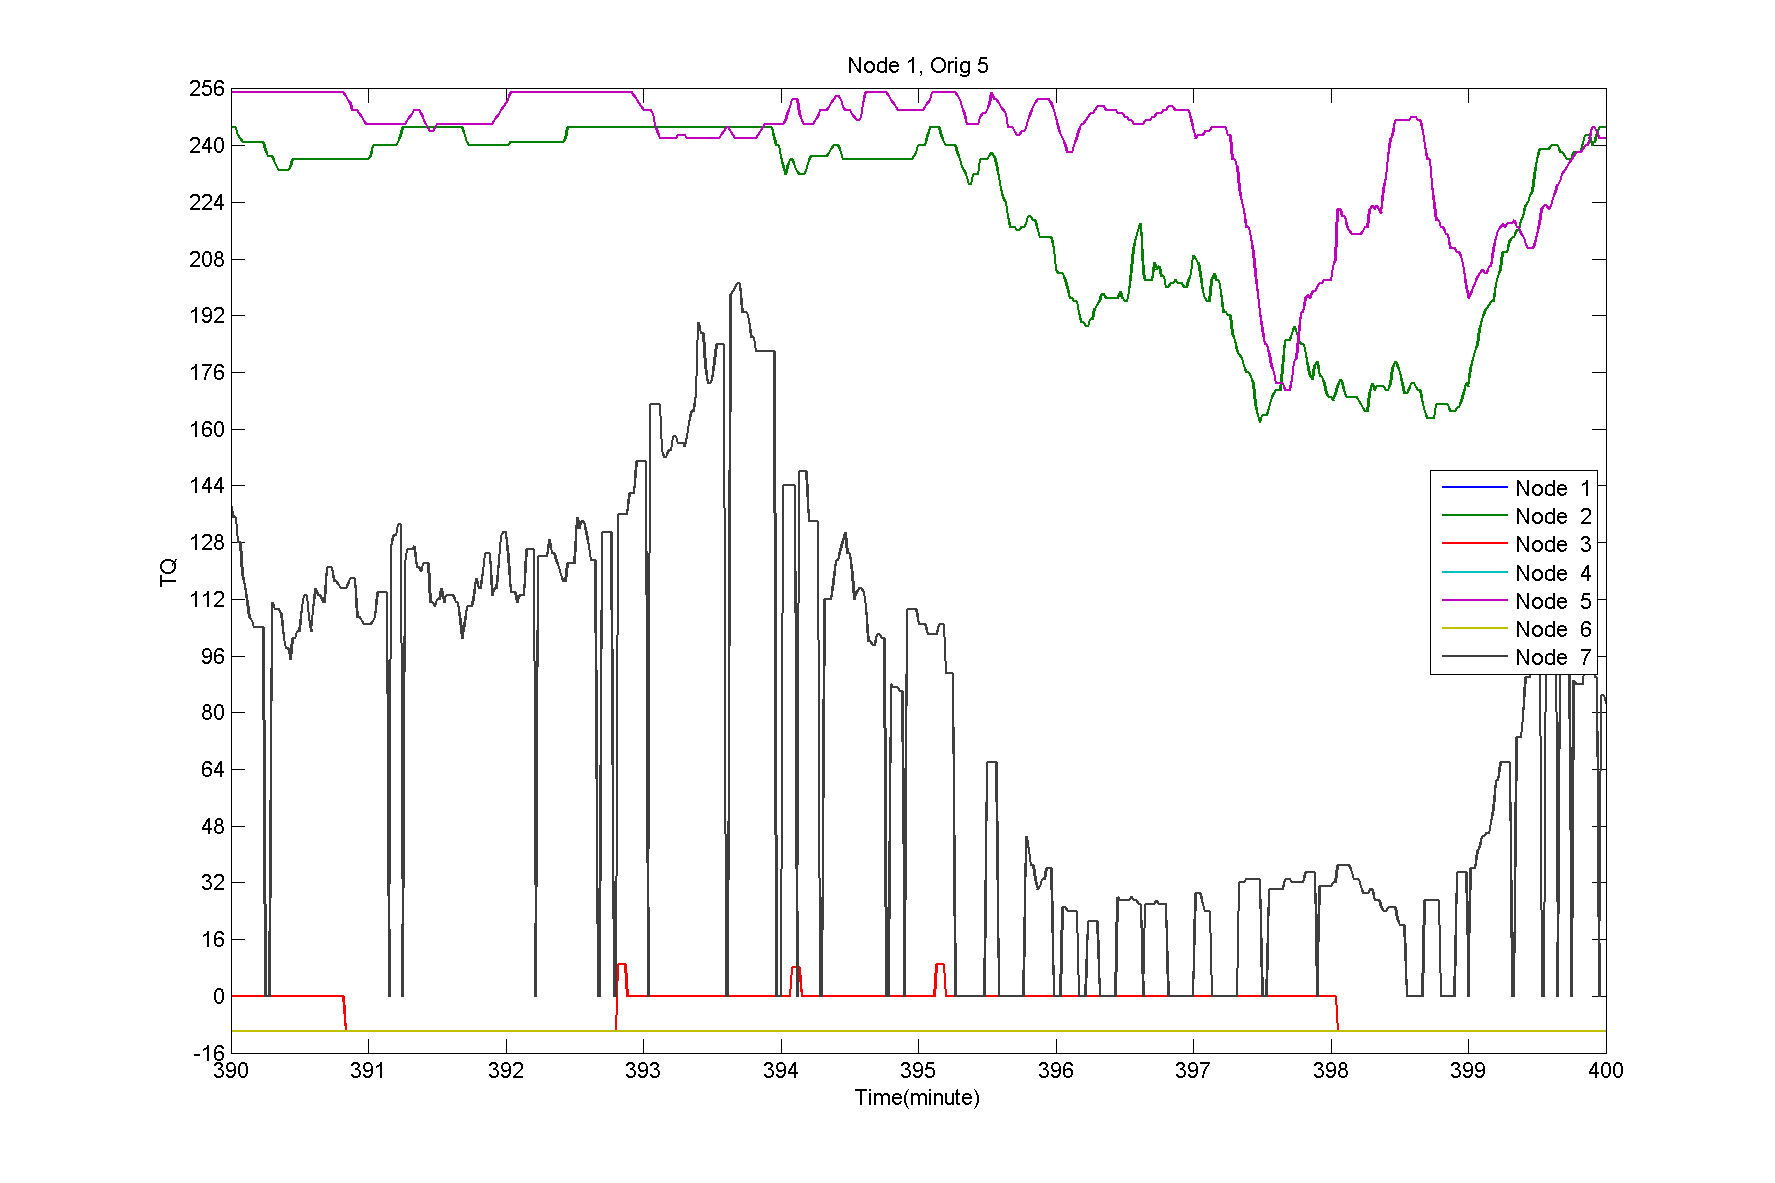 Node 1, Orig 5
256
240
224
208
192
176
160
144
128
112
96
80
64
48
32
16
0
-16
TQ
Node 1
Node 2
Node 3
Node 4
Node 5
Node 6
Node 7
390 391 392 393 394 395 396 397 398 399 400
Time(minute)